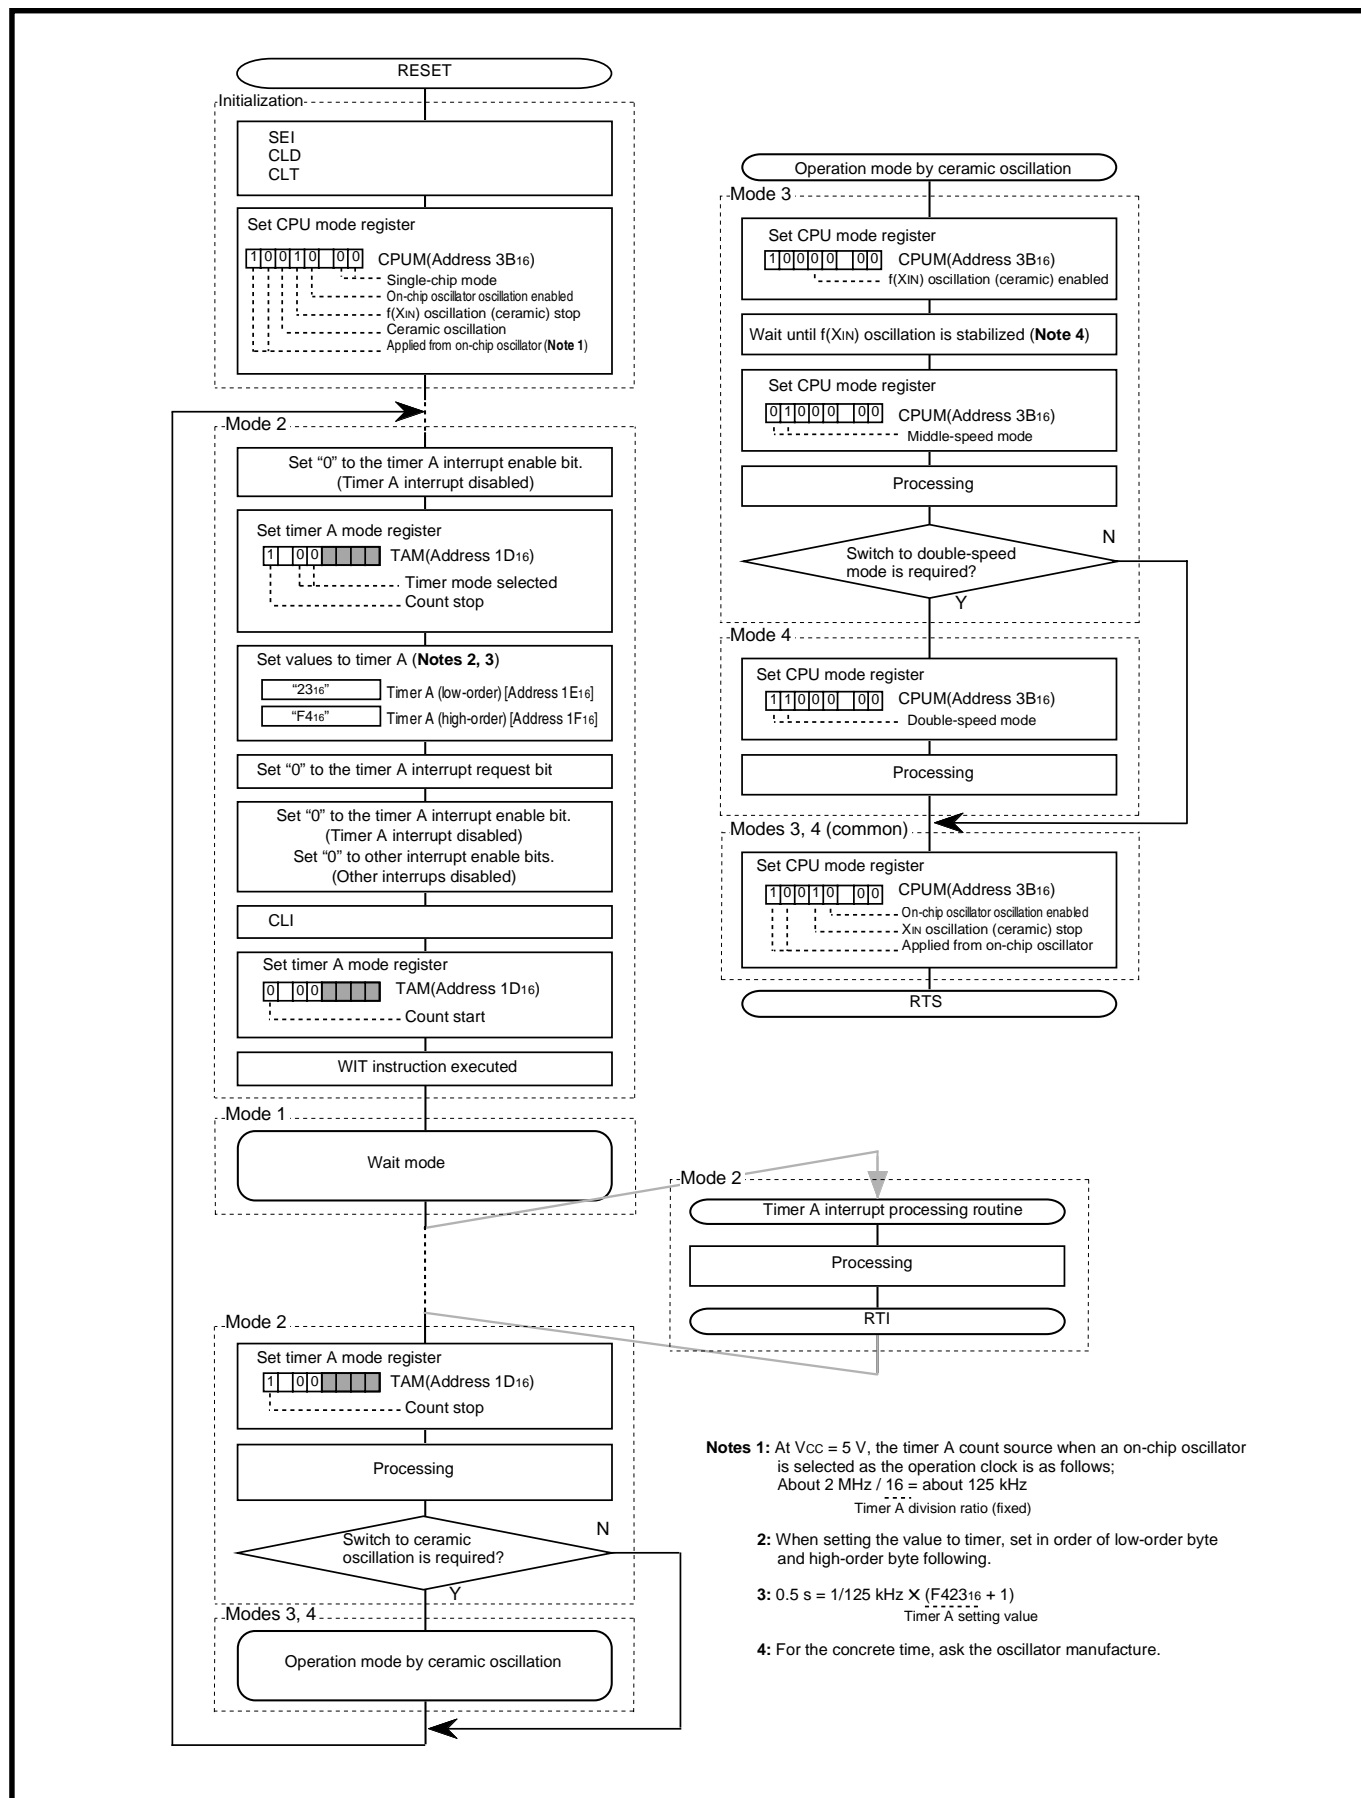 RESET
Initialization
SEI
CLD
CLT
Set CPU mode register
1 0 0 1 0 0 0 CPUM(Address 3B16)
Single-chip mode
On-chip oscillator oscillation enabled
f(XIN) oscillation (ceramic) stop
Ceramic oscillation
Applied from on-chip oscillator (Note 1)
Mode 2
Set “0” to the timer A interrupt enable bit.
(Timer A interrupt disabled)
Set timer A mode register
1 0 0 TAM(Address 1D16)
Timer mode selected
Count stop
Set values to timer A (Notes 2, 3)
“2316” Timer A (low-order) [Address 1E16]
“F416” Timer A (high-order) [Address 1F16]
Set “0” to the timer A interrupt request bit
Set “0” to the timer A interrupt enable bit.
(Timer A interrupt disabled)
Set “0” to other interrupt enable bits.
(Other interrups disabled)
CLI
Set timer A mode register
0 0 0 TAM(Address 1D16)
Count start
WIT instruction executed
Mode 1
Wait mode
Mode 2
Set timer A mode register
1 0 0 TAM(Address 1D16)
Count stop
Processing
Switch to ceramic
oscillation is required?
N
Y
Modes 3, 4
Operation mode by ceramic oscillation
Operation mode by ceramic oscillation
Mode 3
Set CPU mode register
1 0 0 0 0 0 0 CPUM(Address 3B16)
f(XIN) oscillation (ceramic) enabled
Wait until f(XIN) oscillation is stabilized (Note 4)
Set CPU mode register
0 1 0 0 0 0 0 CPUM(Address 3B16)
Middle-speed mode
Processing
N
Switch to double-speed
mode is required?
Y
Mode 4
Set CPU mode register
1 1 0 0 0 0 0 CPUM(Address 3B16)
Double-speed mode
Processing
Modes 3, 4 (common)
Set CPU mode register
1 0 0 1 0 0 0 CPUM(Address 3B16)
On-chip oscillator oscillation enabled
XIN oscillation (ceramic) stop
Applied from on-chip oscillator
RTS
Mode 2
Timer A interrupt processing routine
Processing
RTI
Notes 1: At VCC = 5 V, the timer A count source when an on-chip oscillator
is selected as the operation clock is as follows;
About 2 MHz / 16 = about 125 kHz
Timer A division ratio (fixed)
2: When setting the value to timer, set in order of low-order byte
and high-order byte following.
3: 0.5 s = 1/125 kHz × (F42316 + 1)
Timer A setting value
4: For the concrete time, ask the oscillator manufacture.